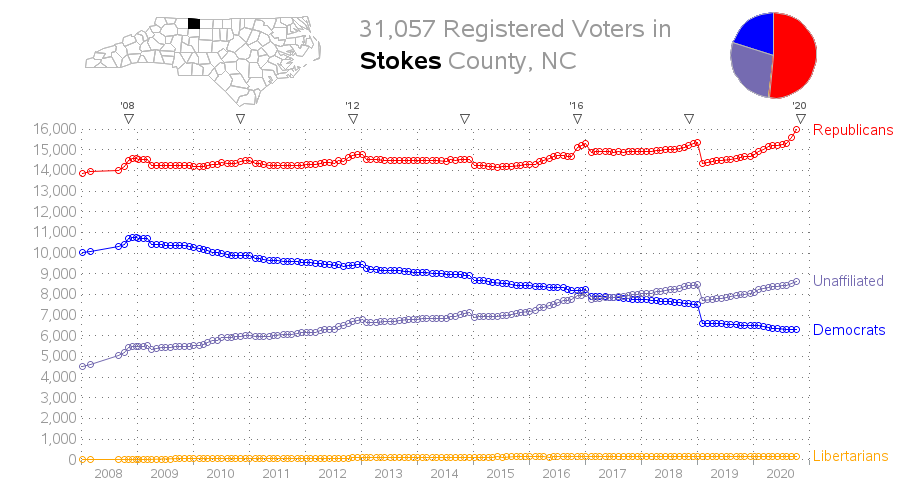 31,057 Registered Voters in
Stokes County, NC
'08 '12 '16 '20
16,000
15,000
14,000
13,000
12,000
11,000
10,000
9,000
8,000
7,000
6,000
5,000
4,000
3,000
2,000
1,000
0
Republicans
Unaffiliated
Democrats
Libertarians
2008 2009 2010 2011 2012 2013 2014 2015 2016 2017 2018 2019 2020